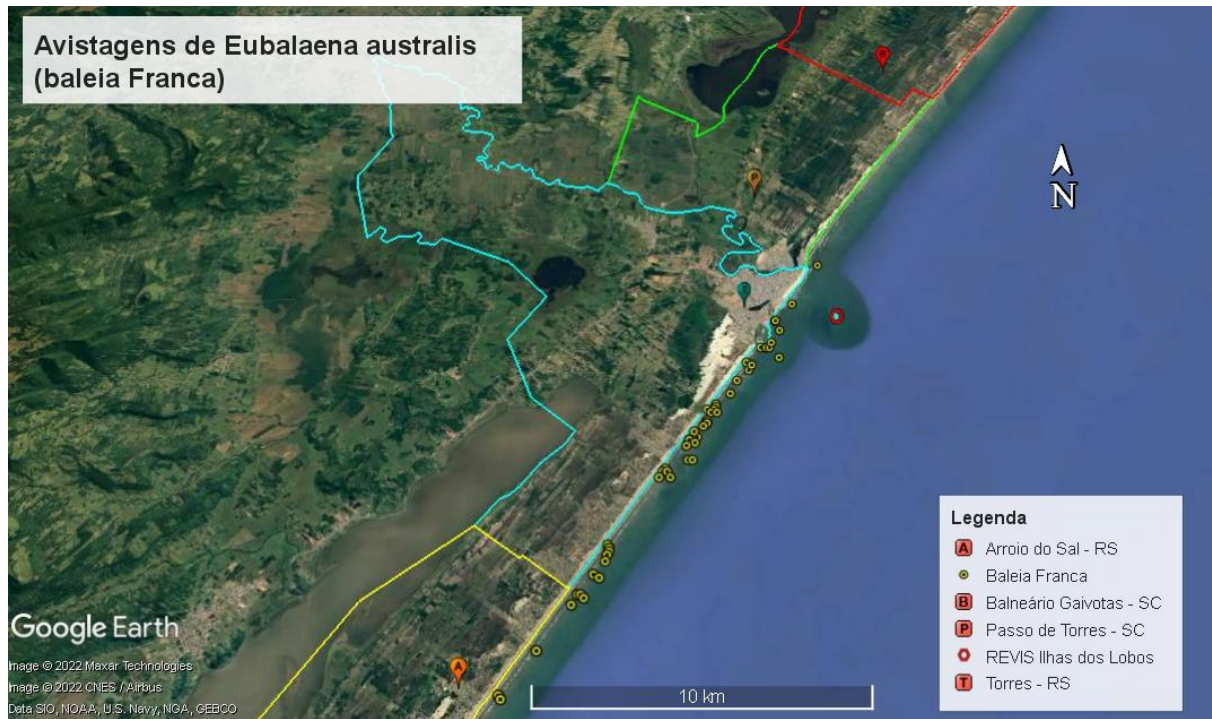 Avistagens de Eubalaena australis
(baleia Franca)
B
P
N
T
Legenda
A Arroio do Sal - RS
Baleia Franca
B Balneário Gaivotas - SC
P Passo de Torres - SC
REVIS Ilhas dos Lobos
T Torres - RS
Google Earth
A
Image © 2022 Maxar Technologies
Image © 2022 CNES / Airbus
Data SIO, NOAA, U.S. Navy, NGA, GEBCO
10 km